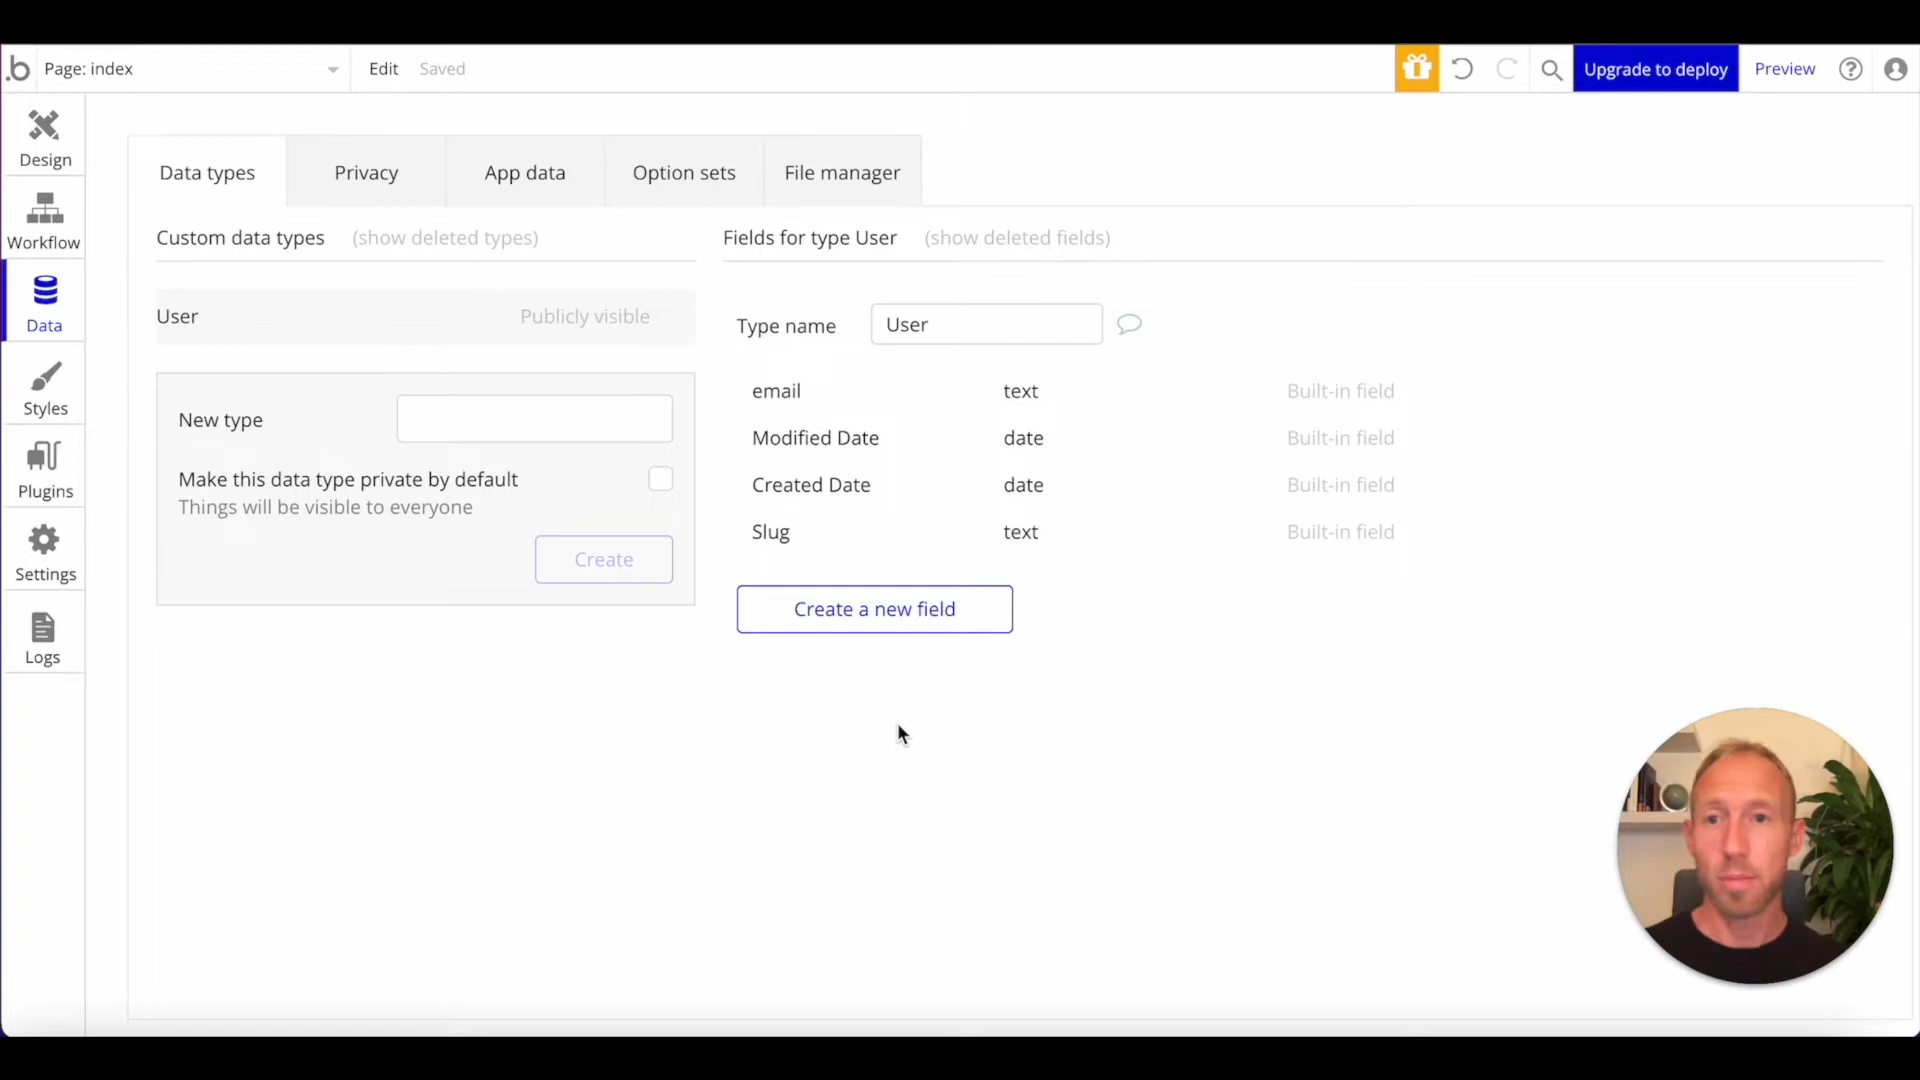 .b Page: index Edit Saved Upgrade to deploy Preview ?
Design
Workflow
Data
Styles
Plugins
Settings
Logs
Data types Privacy App data Option sets File manager
Custom data types (show deleted types)
User Publicly visible
New type
Make this data type private by default
Things will be visible to everyone
Create
Fields for type User (show deleted fields)
Type name User
email text Built-in field
Modified Date date Built-in field
Created Date date Built-in field
Slug text Built-in field
Create a new field